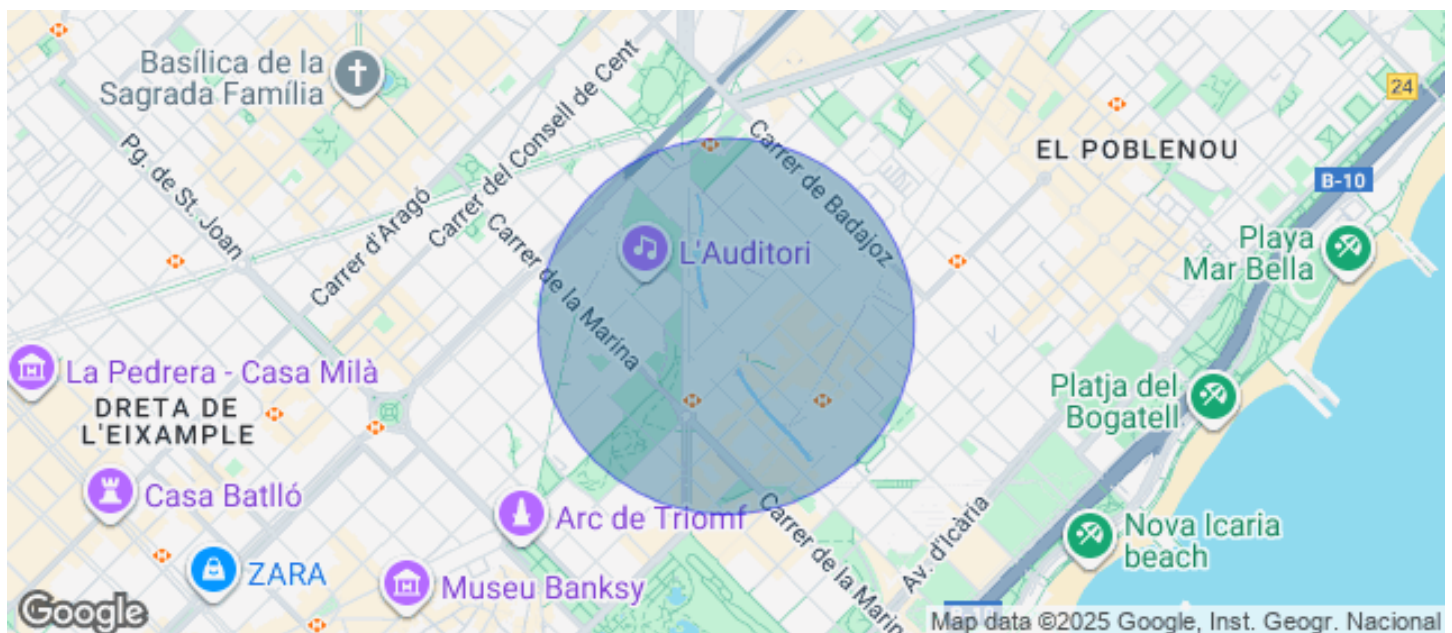 Basílica de la
Sagrada Família
Carrer del Consell de Cent
24
EL POBLENOU
B-10
Carrer de Badajoz
Pg. de St. Joan
Carrer d'Aragó
Carrer de la Marina
L'Auditori
Playa
Mar Bella
La Pedrera - Casa Milà
DRETA DE
L'EIXAMPLE
Platja del
Bogatell
Casa Batlló
Arc de Triomf
Carrer de la Marin
Av. d'Icària
Nova Icaria
beach
ZARA
Museu Banksy
Google
B-10
Map data ©2025 Google, Inst. Geogr. Nacional